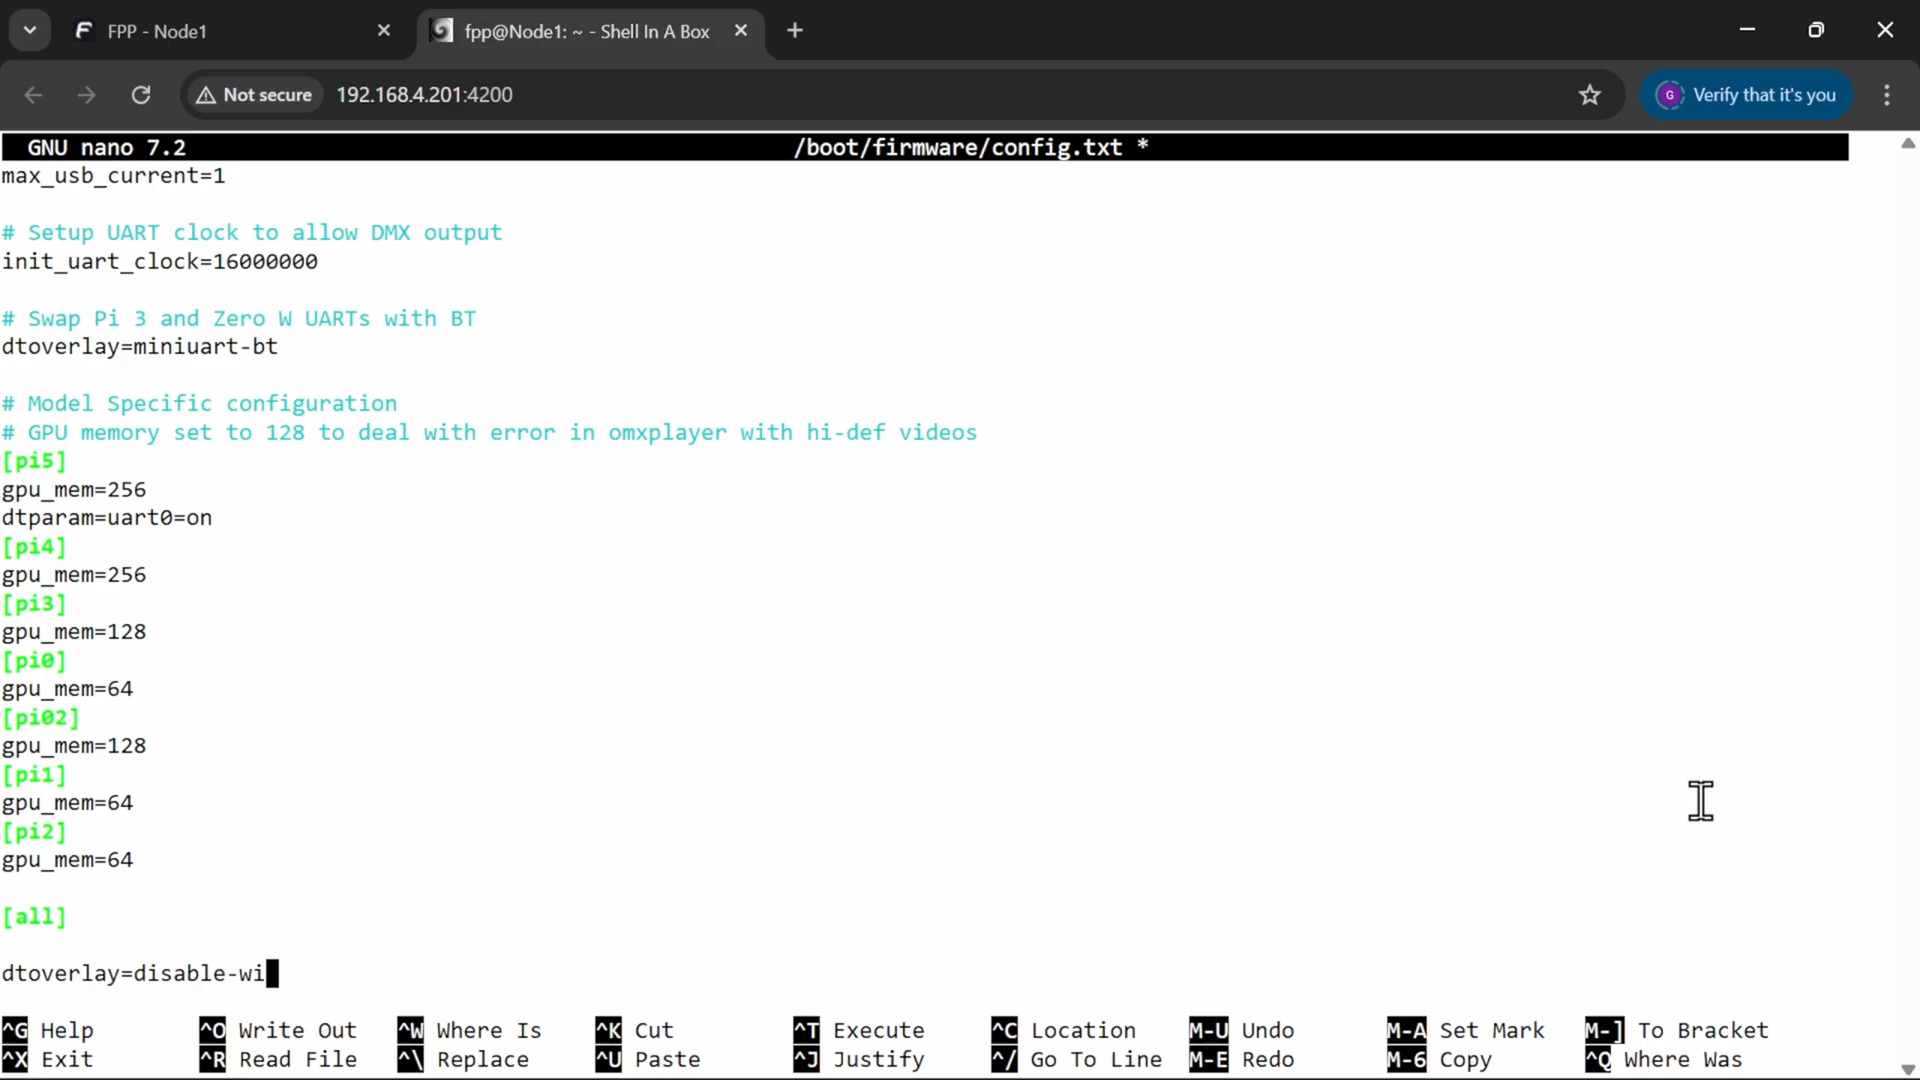 FPP - Node1
fpp@Node1: ~ - Shell In A Box
Not secure
192.168.4.201:4200
G
Verify that it's you
GNU nano 7.2
/boot/firmware/config.txt *
max_usb_current=1
# Setup UART clock to allow DMX output
init_uart_clock=16000000
# Swap Pi 3 and Zero W UARTs with BT
dtoverlay=miniuart-bt
# Model Specific configuration
# GPU memory set to 128 to deal with error in omxplayer with hi-def videos
[pi5]
gpu_mem=256
dtparam=uart0=on
[pi4]
gpu_mem=256
[pi3]
gpu_mem=128
[pi0]
gpu_mem=64
[pi02]
gpu_mem=128
[pi1]
gpu_mem=64
[pi2]
gpu_mem=64
[all]
dtoverlay=disable-wi
^G Help ^O Write Out ^W Where Is ^K Cut ^T Execute ^C Location M-U Undo M-A Set Mark M-] To Bracket
^X Exit ^R Read File ^\ Replace ^U Paste ^J Justify ^/ Go To Line M-E Redo M-6 Copy ^Q Where Was